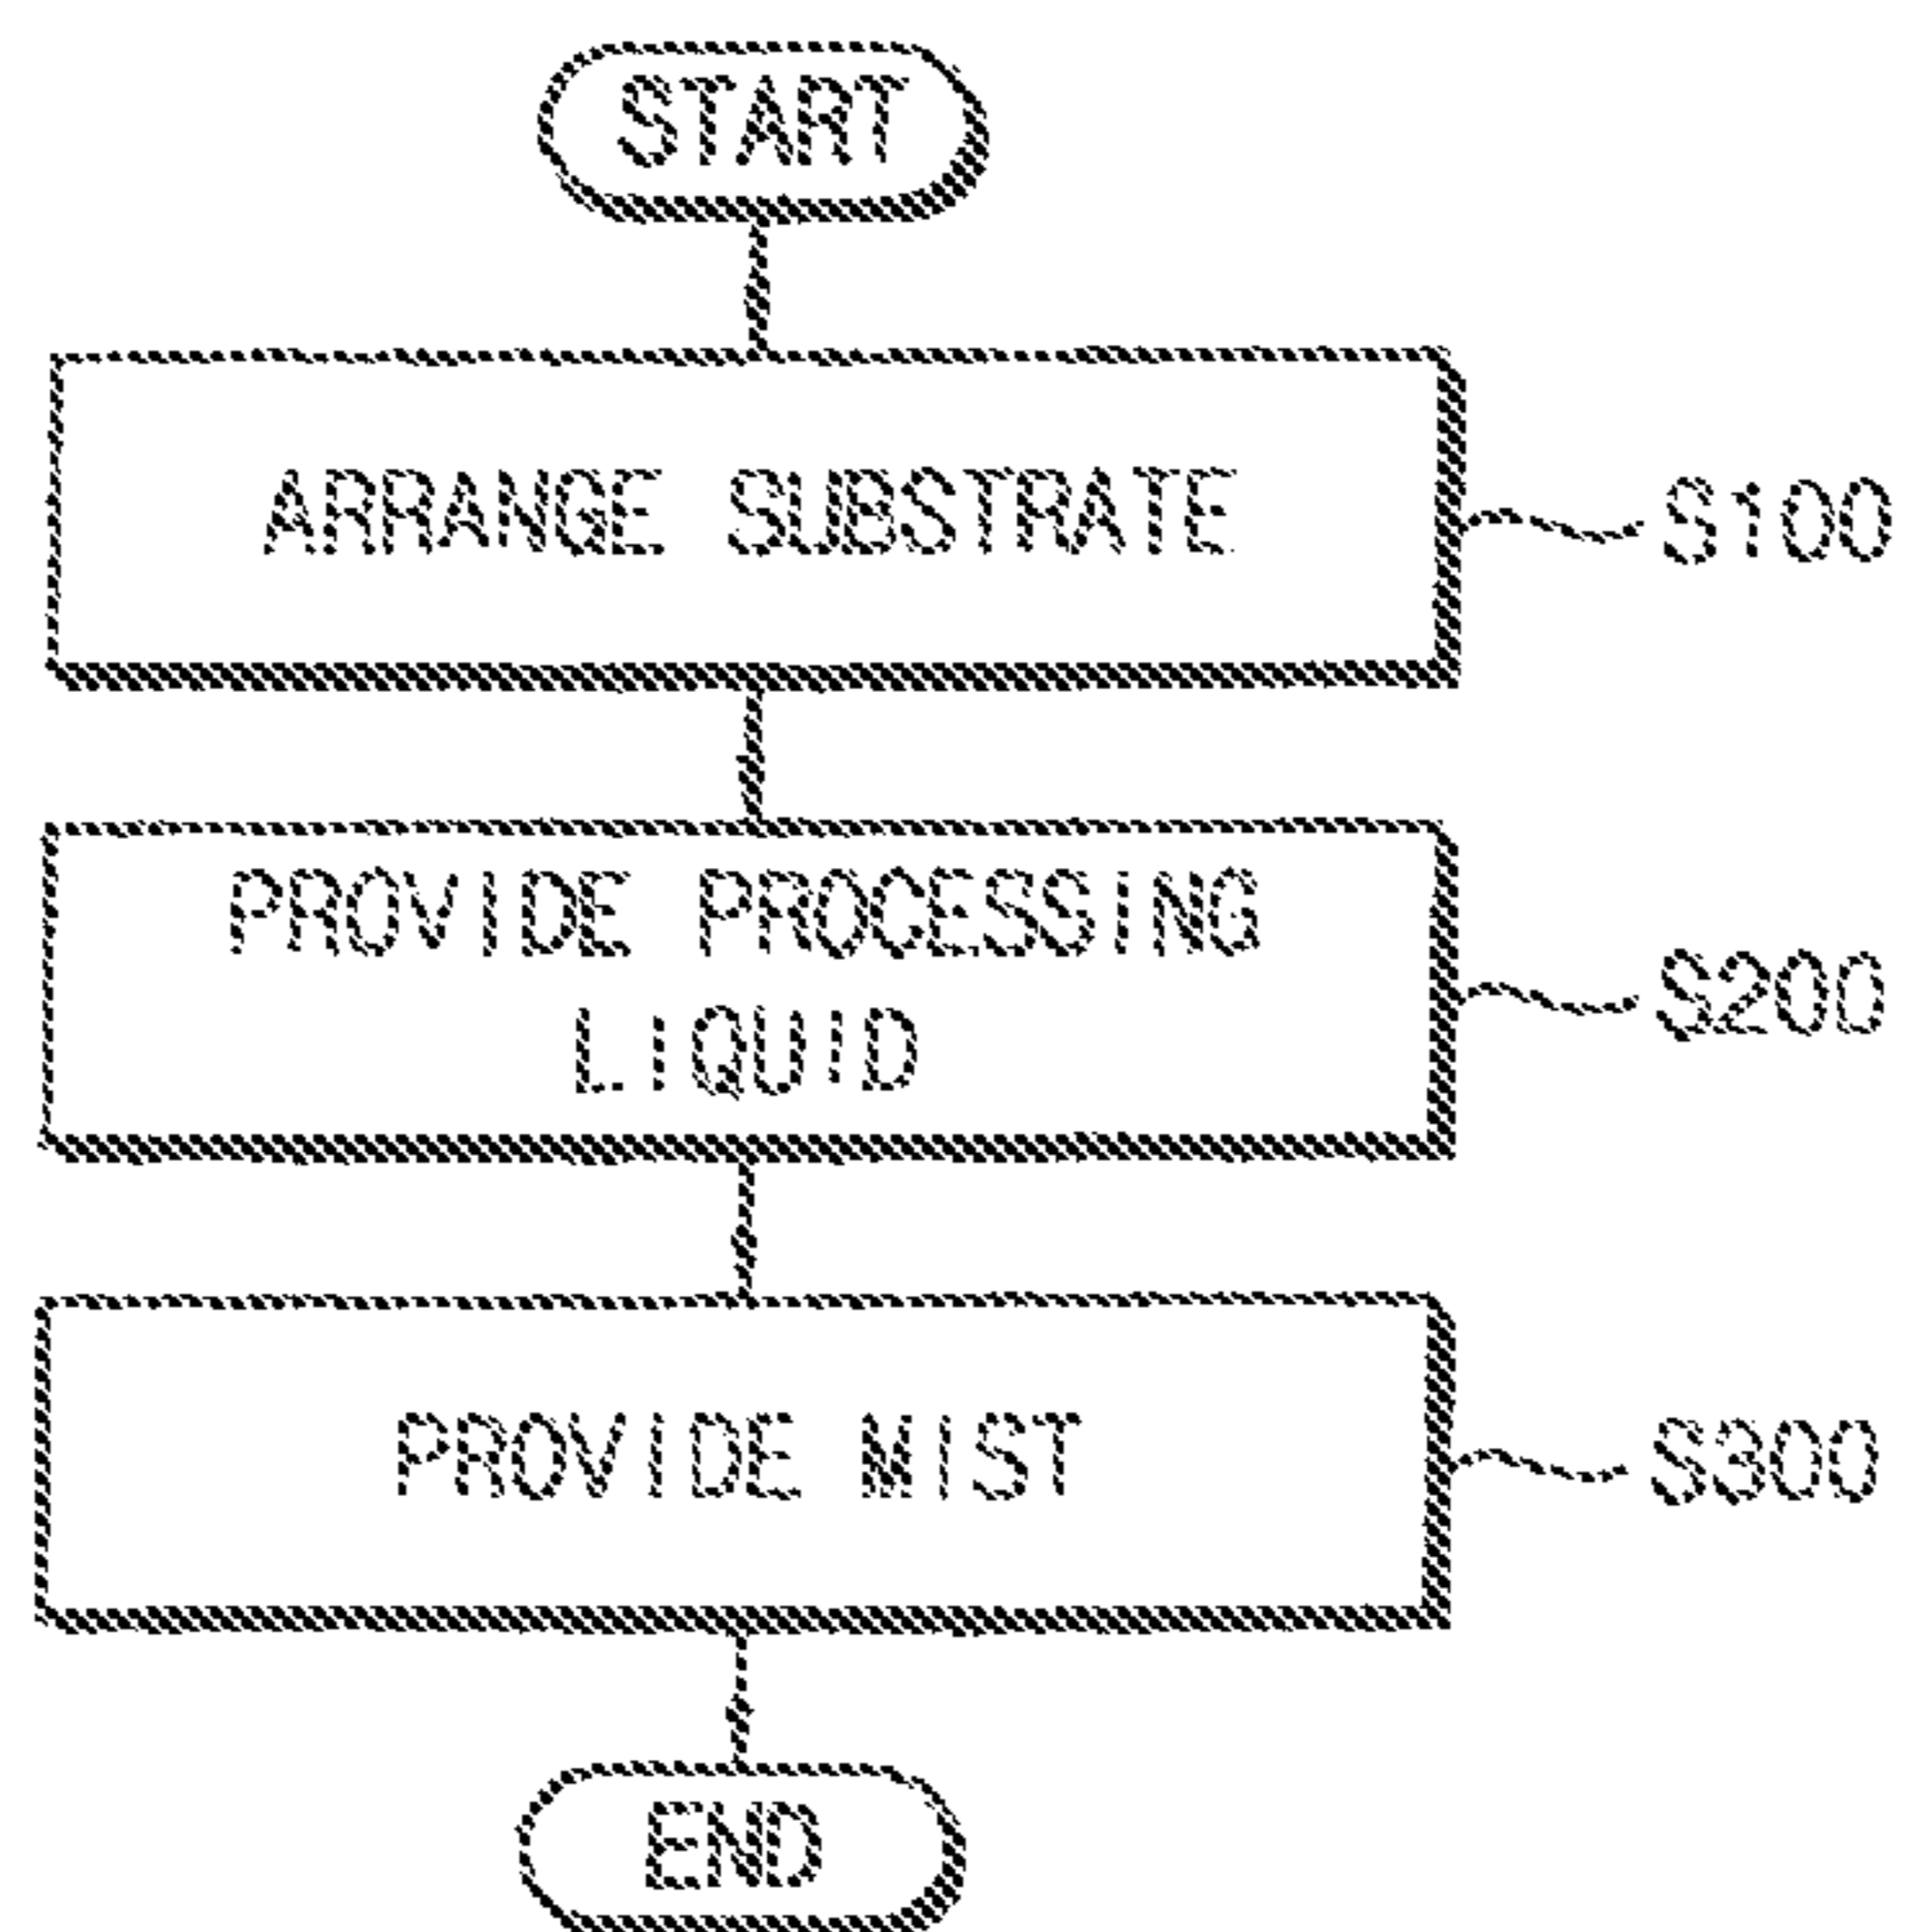 START
ARRANGE SUBSTRATE
S100
PROVIDE PROCESSING
LIQUID
S200
PROVIDE MIST
S300
END